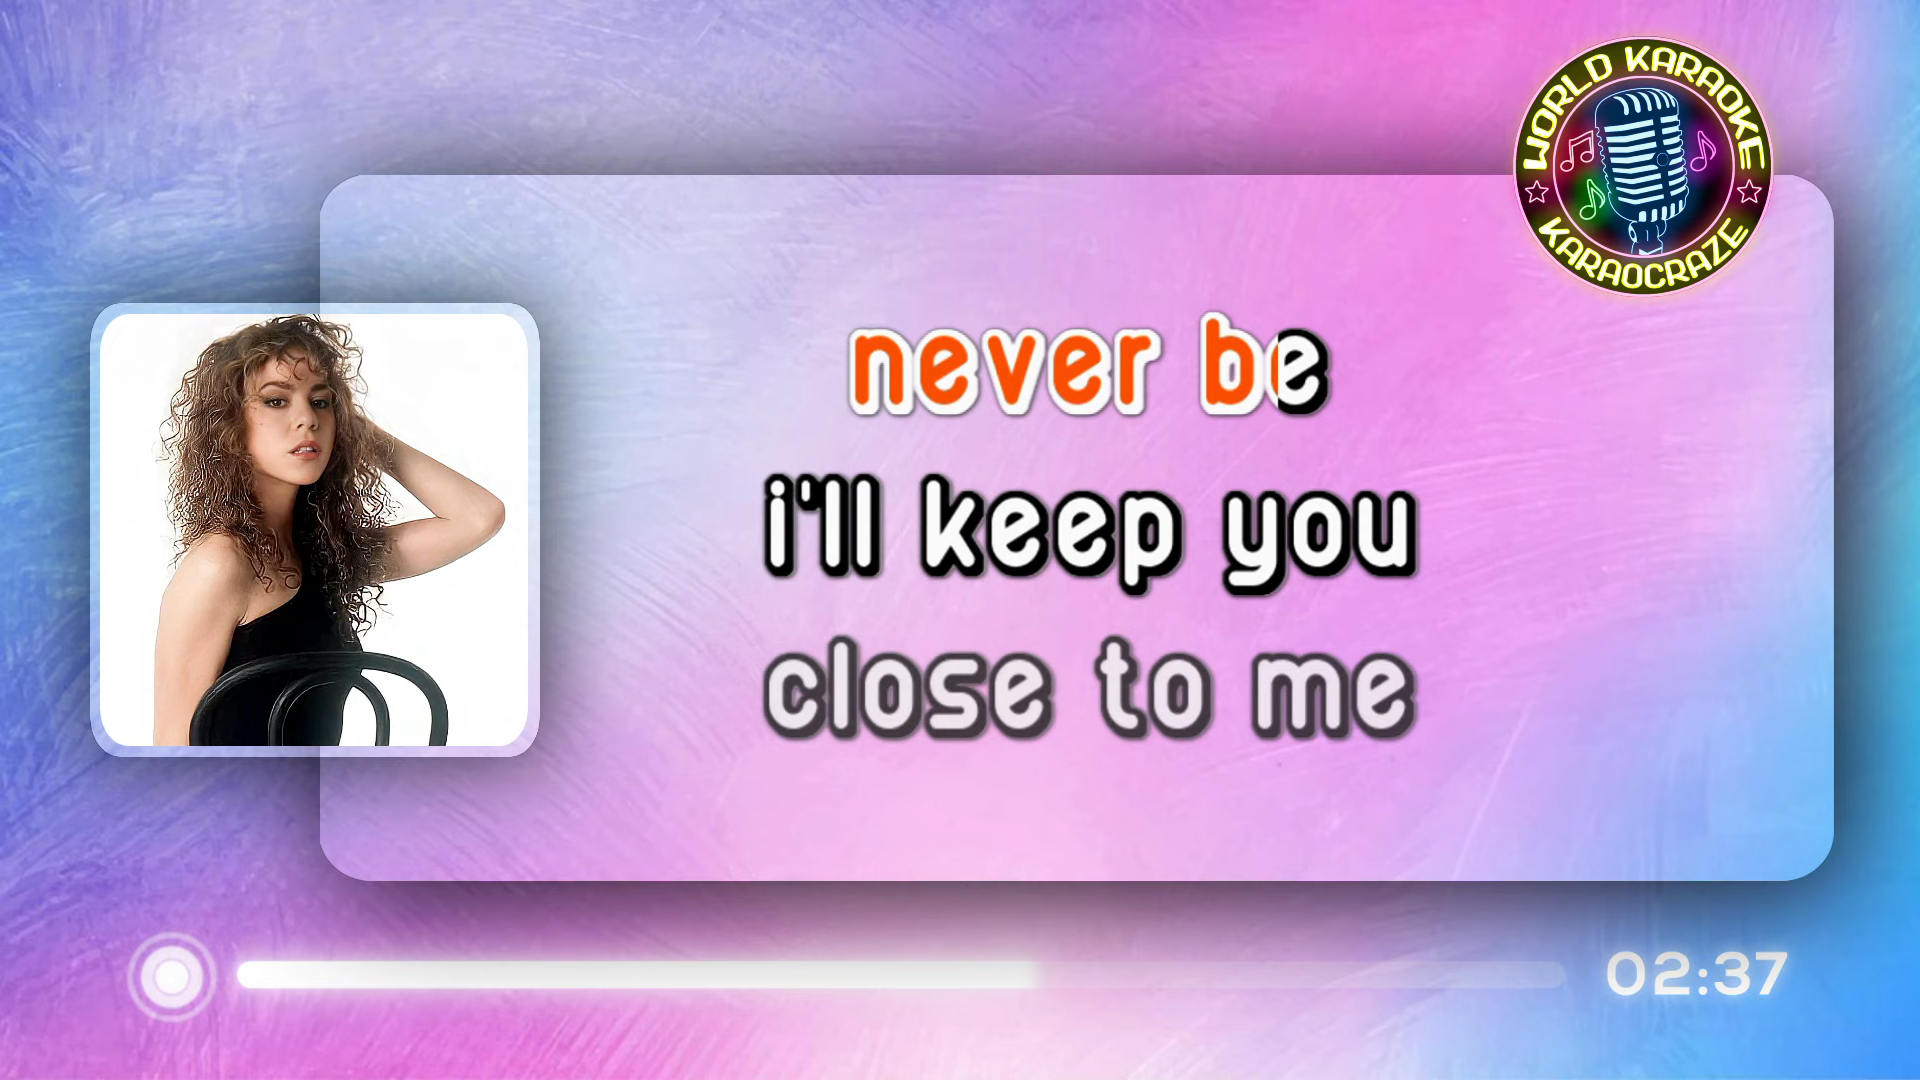 WORLD KARAOKE
KARAOCRAZE
never be
i'll keep you
close to me
02:37